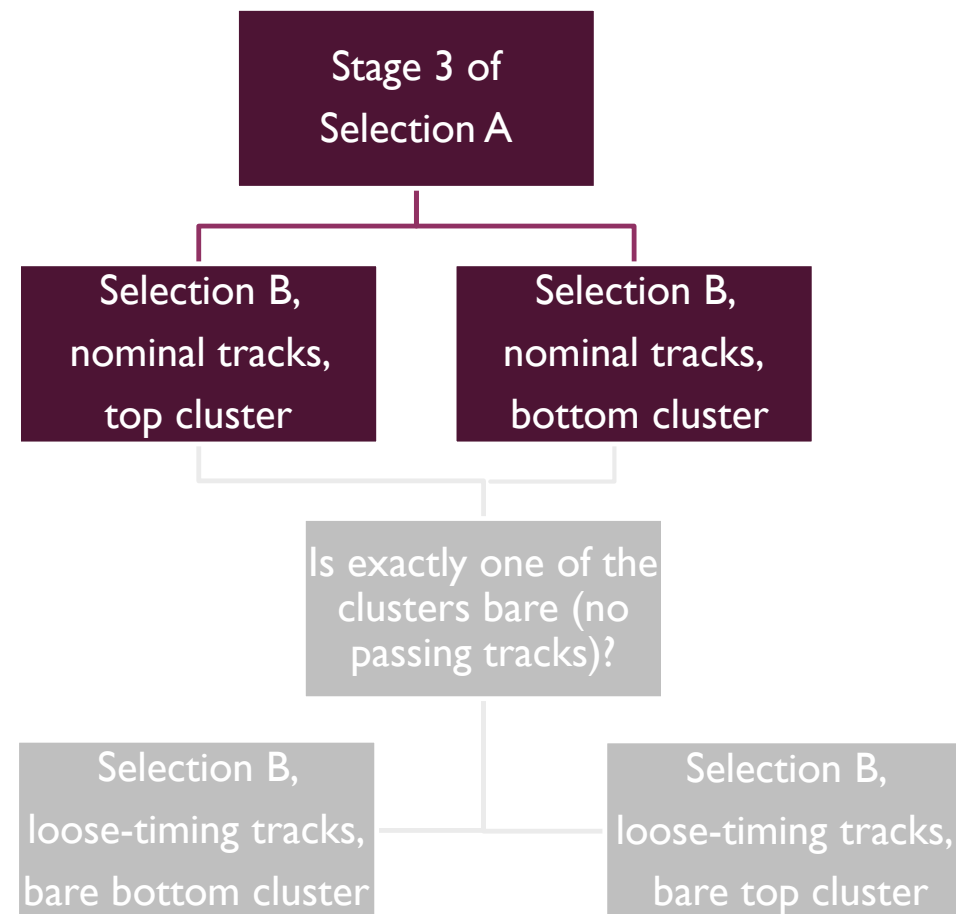 Stage 3 of
Selection A
Selection B,
nominal tracks,
top cluster
Selection B,
nominal tracks,
bottom cluster
Is exactly one of the
clusters bare (no
passing tracks)?
Selection B,
loose-timing tracks,
bare bottom cluster
Selection B,
loose-timing tracks,
bare top cluster